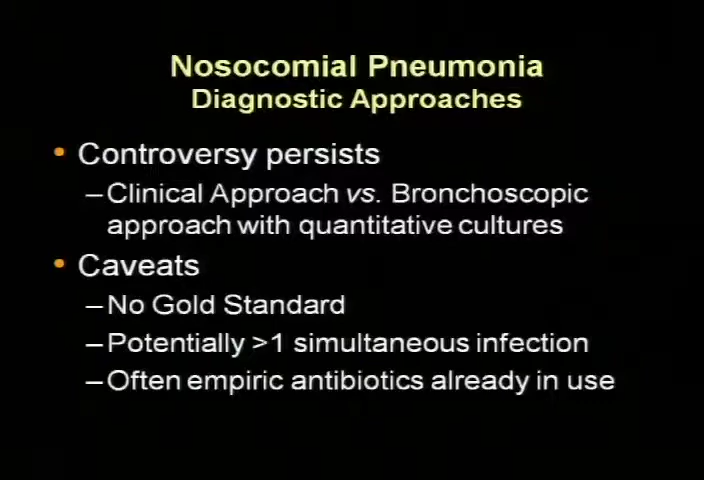 Nosocomial Pneumonia
Diagnostic Approaches
• Controversy persists
–Clinical Approach vs. Bronchoscopic
approach with quantitative cultures
• Caveats
–No Gold Standard
–Potentially >1 simultaneous infection
–Often empiric antibiotics already in use